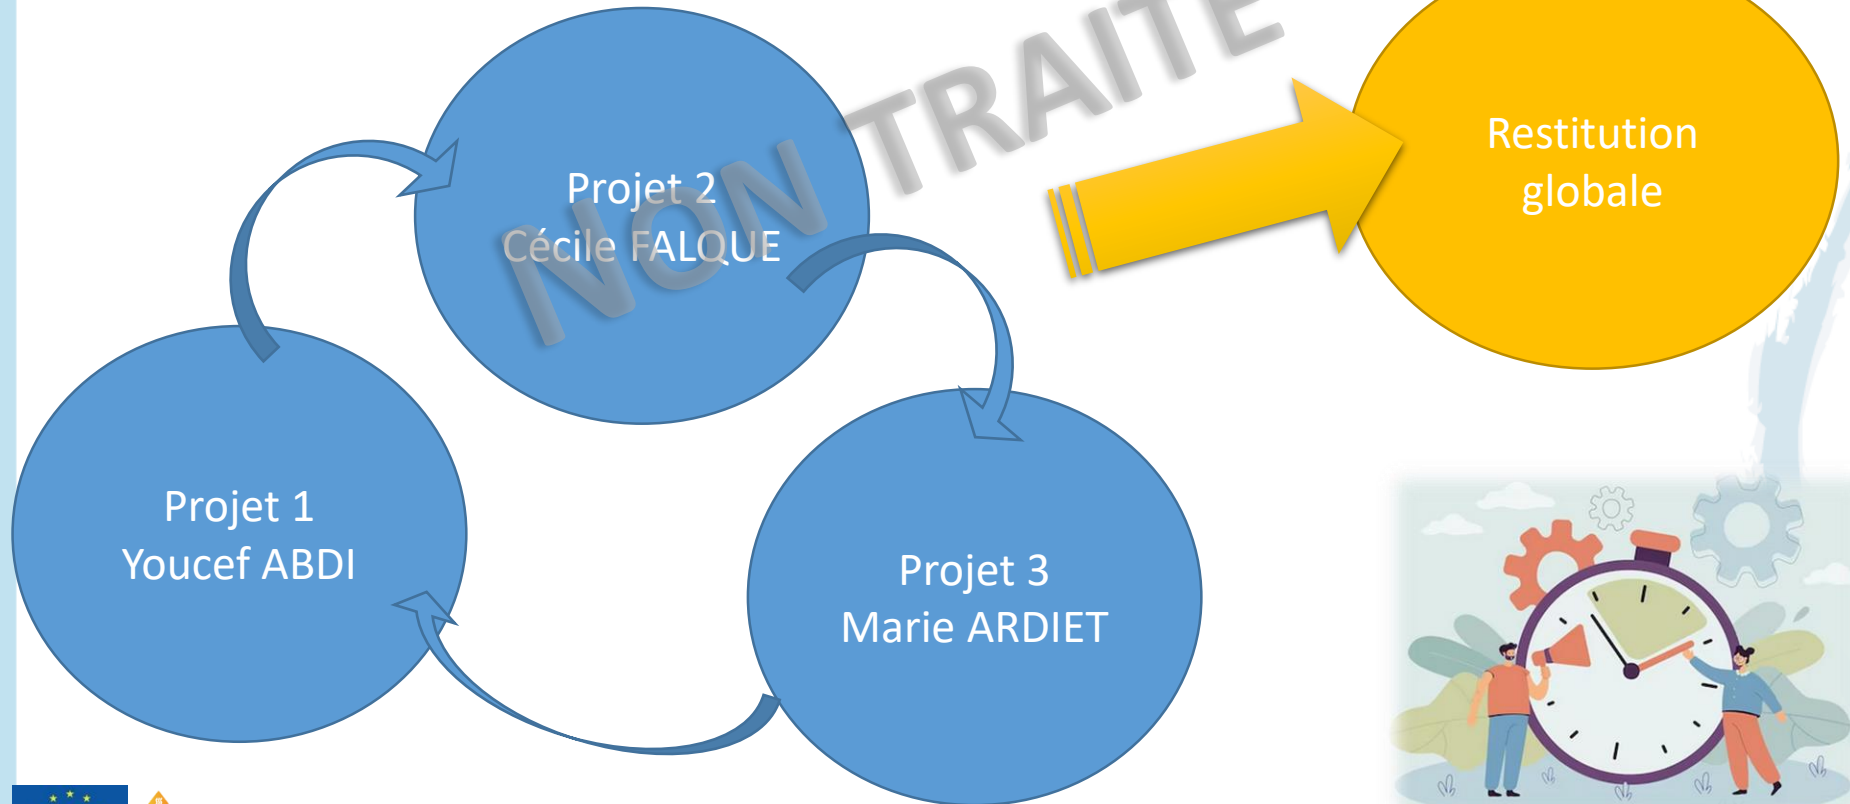 NON TRAITE
Projet 2
Cécile FALQUE
Restitution
globale
Projet 1
Youcef ABDI
Projet 3
Marie ARDIET